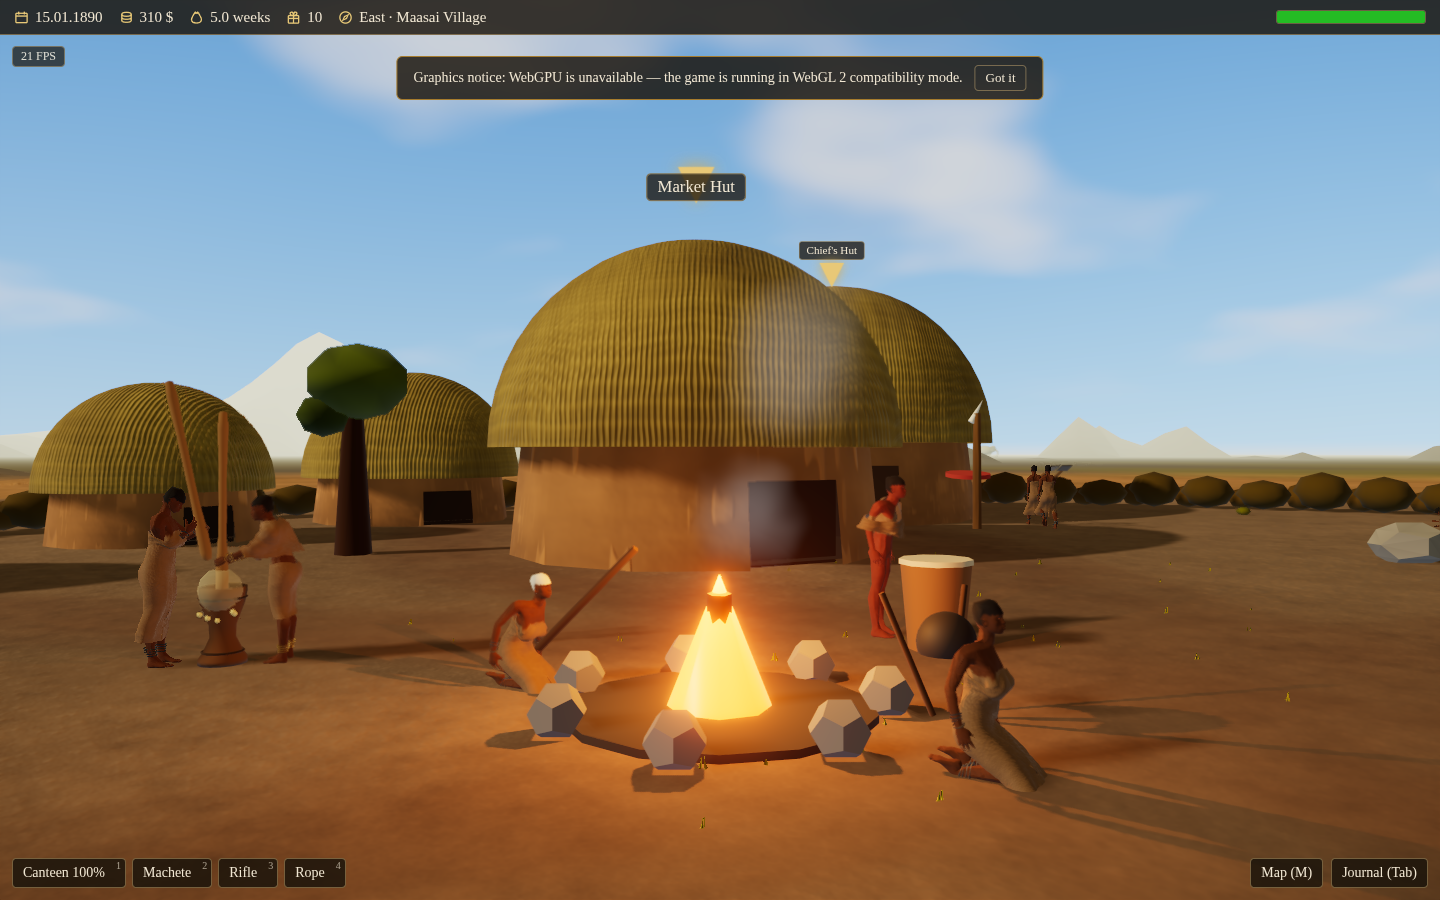 15.01.1890 310 $ 5.0 weeks 10 East · Maasai Village
21 FPS
Graphics notice: WebGPU is unavailable — the game is running in WebGL 2 compatibility mode. Got it
Market Hut
Chief's Hut
Canteen 100% 1 Machete 2 Rifle 3 Rope 4 Map (M) Journal (Tab)